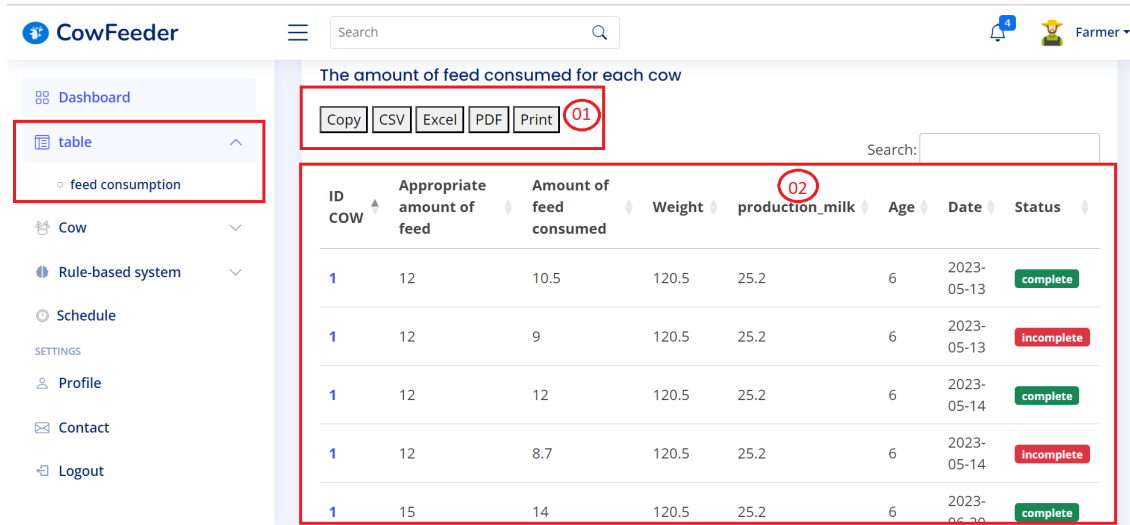 CowFeeder
Search
4
Farmer
Dashboard
table
feed consumption
Cow
Rule-based system
Schedule
SETTINGS
Profile
Contact
Logout
The amount of feed consumed for each cow
Copy CSV Excel PDF Print 01
Search:
02
ID COW Appropriate amount of feed Amount of feed consumed Weight production_milk Age Date Status
1 12 10.5 120.5 25.2 6 2023-05-13 complete
1 12 9 120.5 25.2 6 2023-05-13 incomplete
1 12 12 120.5 25.2 6 2023-05-14 complete
1 12 8.7 120.5 25.2 6 2023-05-14 incomplete
1 15 14 120.5 25.2 6 2023- complete